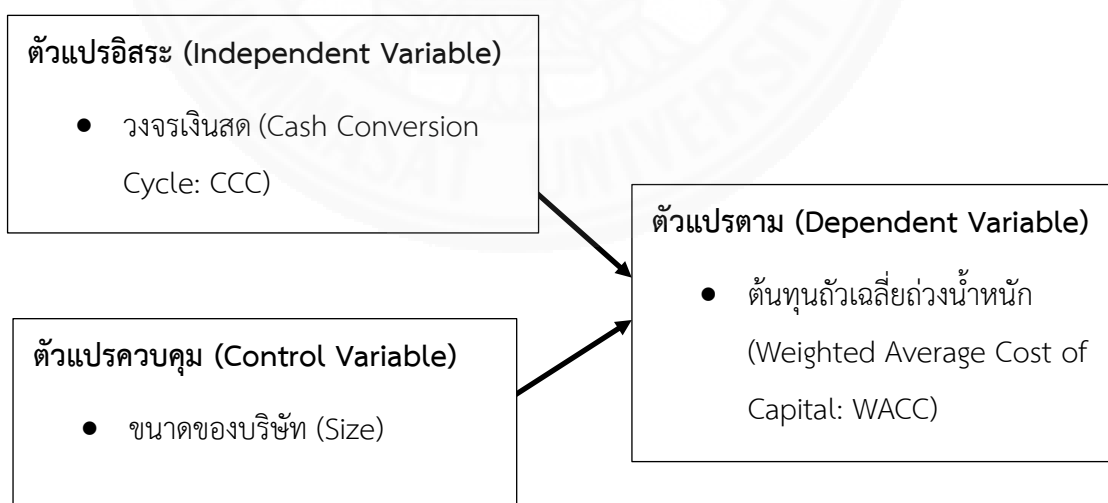 ตัวแปรอิสระ (Independent Variable)
● วงจรเงินสด (Cash Conversion
Cycle: CCC)
ตัวแปรควบคุม (Control Variable)
● ขนาดของบริษัท (Size)
ตัวแปรตาม (Dependent Variable)
● ต้นทุนถัวเฉลี่ยถ่วงน้ำหนัก
(Weighted Average Cost of
Capital: WACC)